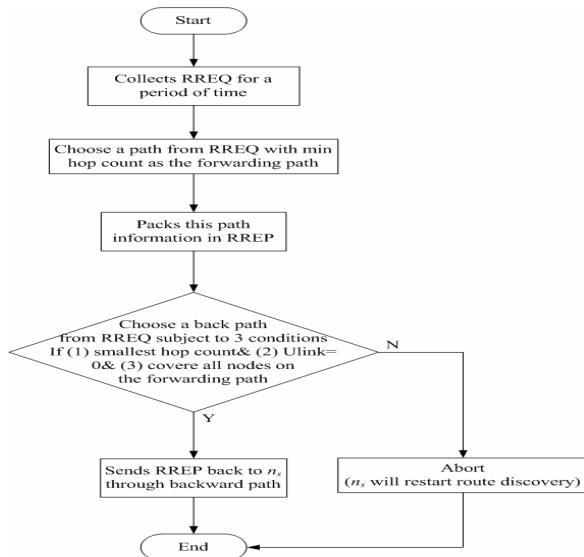 Start
Collects RREQ for a
period of time
Choose a path from RREQ with min
hop count as the forwarding path
Packs this path
information in RREP
Choose a back path
from RREQ subject to 3 conditions
If (1) smallest hop count& (2) Ulink=
0& (3) covere all nodes on
the forwarding path
N
Y
Sends RREP back to nₛ
through backward path
Abort
(nₛ will restart route discovery)
End